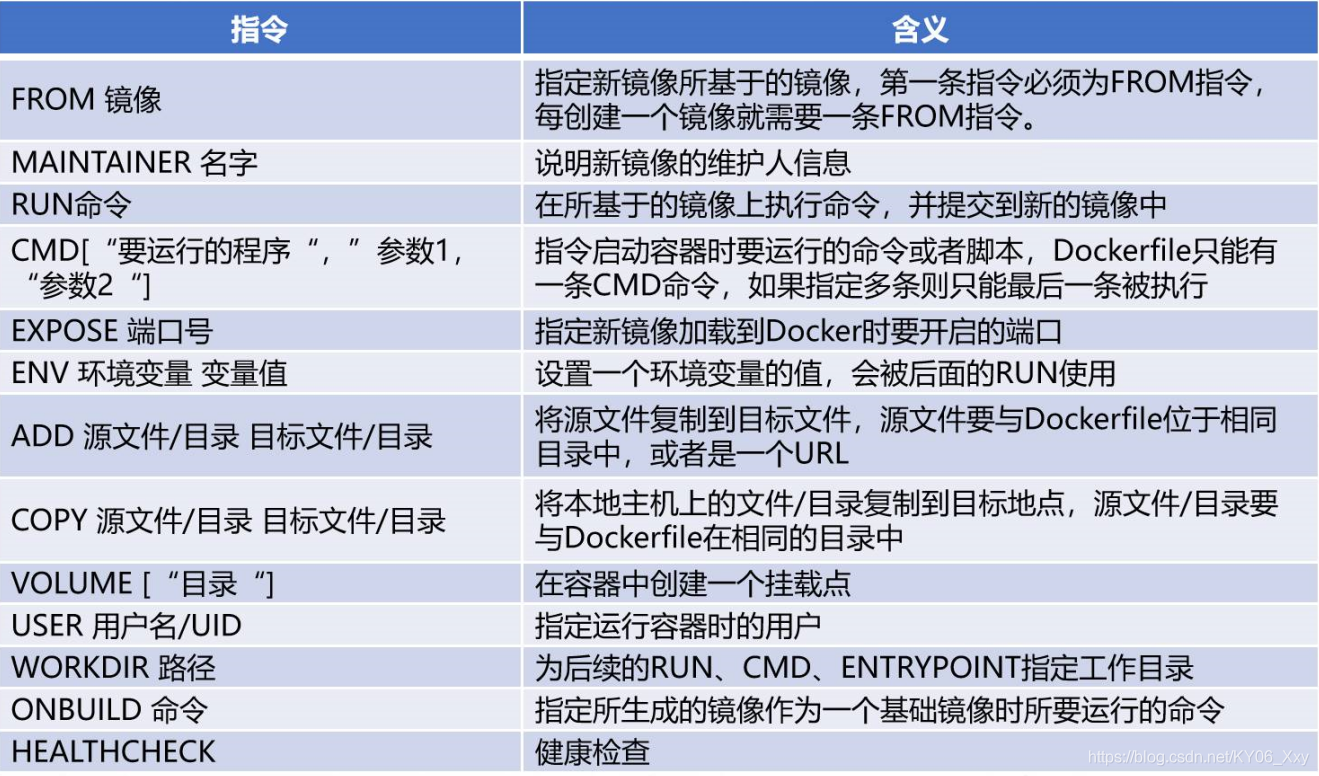 指令
含义
FROM 镜像
指定新镜像所基于的镜像，第一条指令必须为FROM指令，
每创建一个镜像就需要一条FROM指令。
MAINTAINER 名字
说明新镜像的维护人信息
RUN命令
在所基于的镜像上执行命令，并提交到新的镜像中
CMD[“要运行的程序“，”参数1，
“参数2“]
指令启动容器时要运行的命令或者脚本，Dockerfile只能有
一条CMD命令，如果指定多条则只能最后一条被执行
EXPOSE 端口号
指定新镜像加载到Docker时要开启的端口
ENV 环境变量 变量值
设置一个环境变量的值，会被后面的RUN使用
ADD 源文件/目录 目标文件/目录
将源文件复制到目标文件，源文件要与Dockerfile位于相同
目录中，或者是一个URL
COPY 源文件/目录 目标文件/目录
将本地主机上的文件/目录复制到目标地点，源文件/目录要
与Dockerfile在相同的目录中
VOLUME [“目录“]
在容器中创建一个挂载点
USER 用户名/UID
指定运行容器时的用户
WORKDIR 路径
为后续的RUN、CMD、ENTRYPOINT指定工作目录
ONBUILD 命令
指定所生成的镜像作为一个基础镜像时所要运行的命令
HEALTHCHECK
健康检查
https://blog.csdn.net/KY06_Xxy